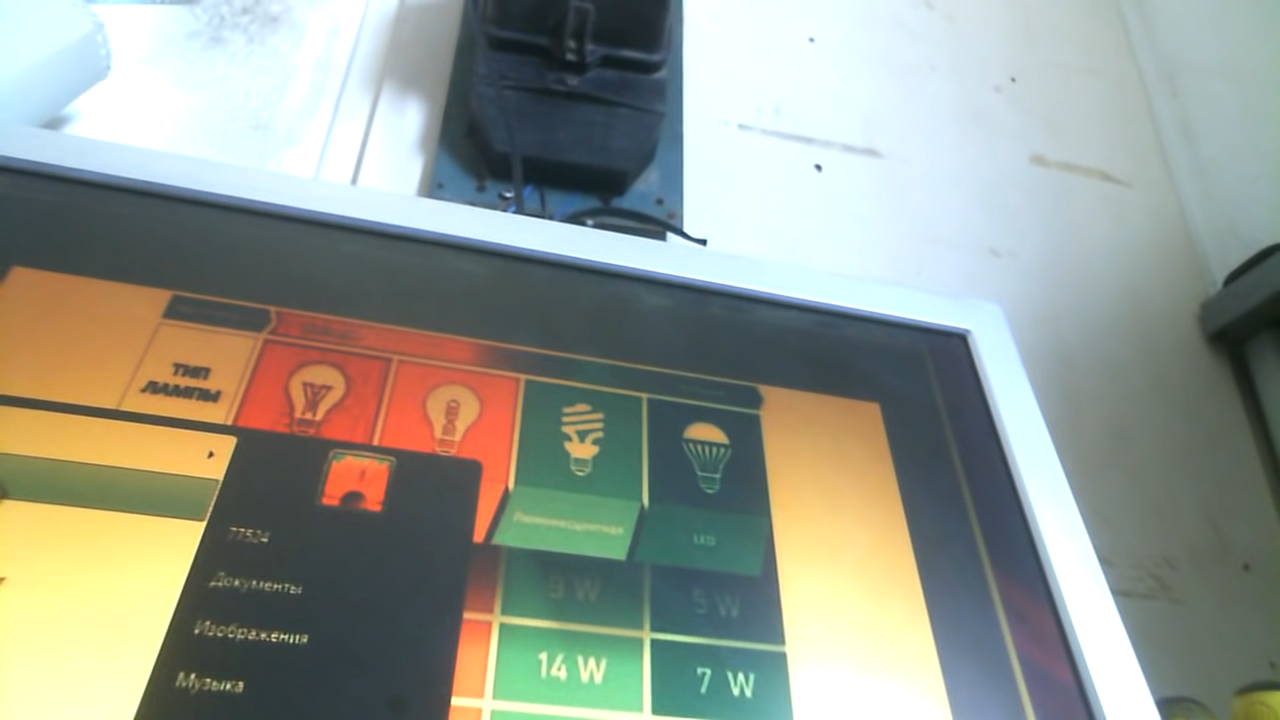 ТИП
ЛАМПЫ
Люминесцентная
LED
9 W
5 W
14 W
7 W
77524
Документы
Изображения
Музыка